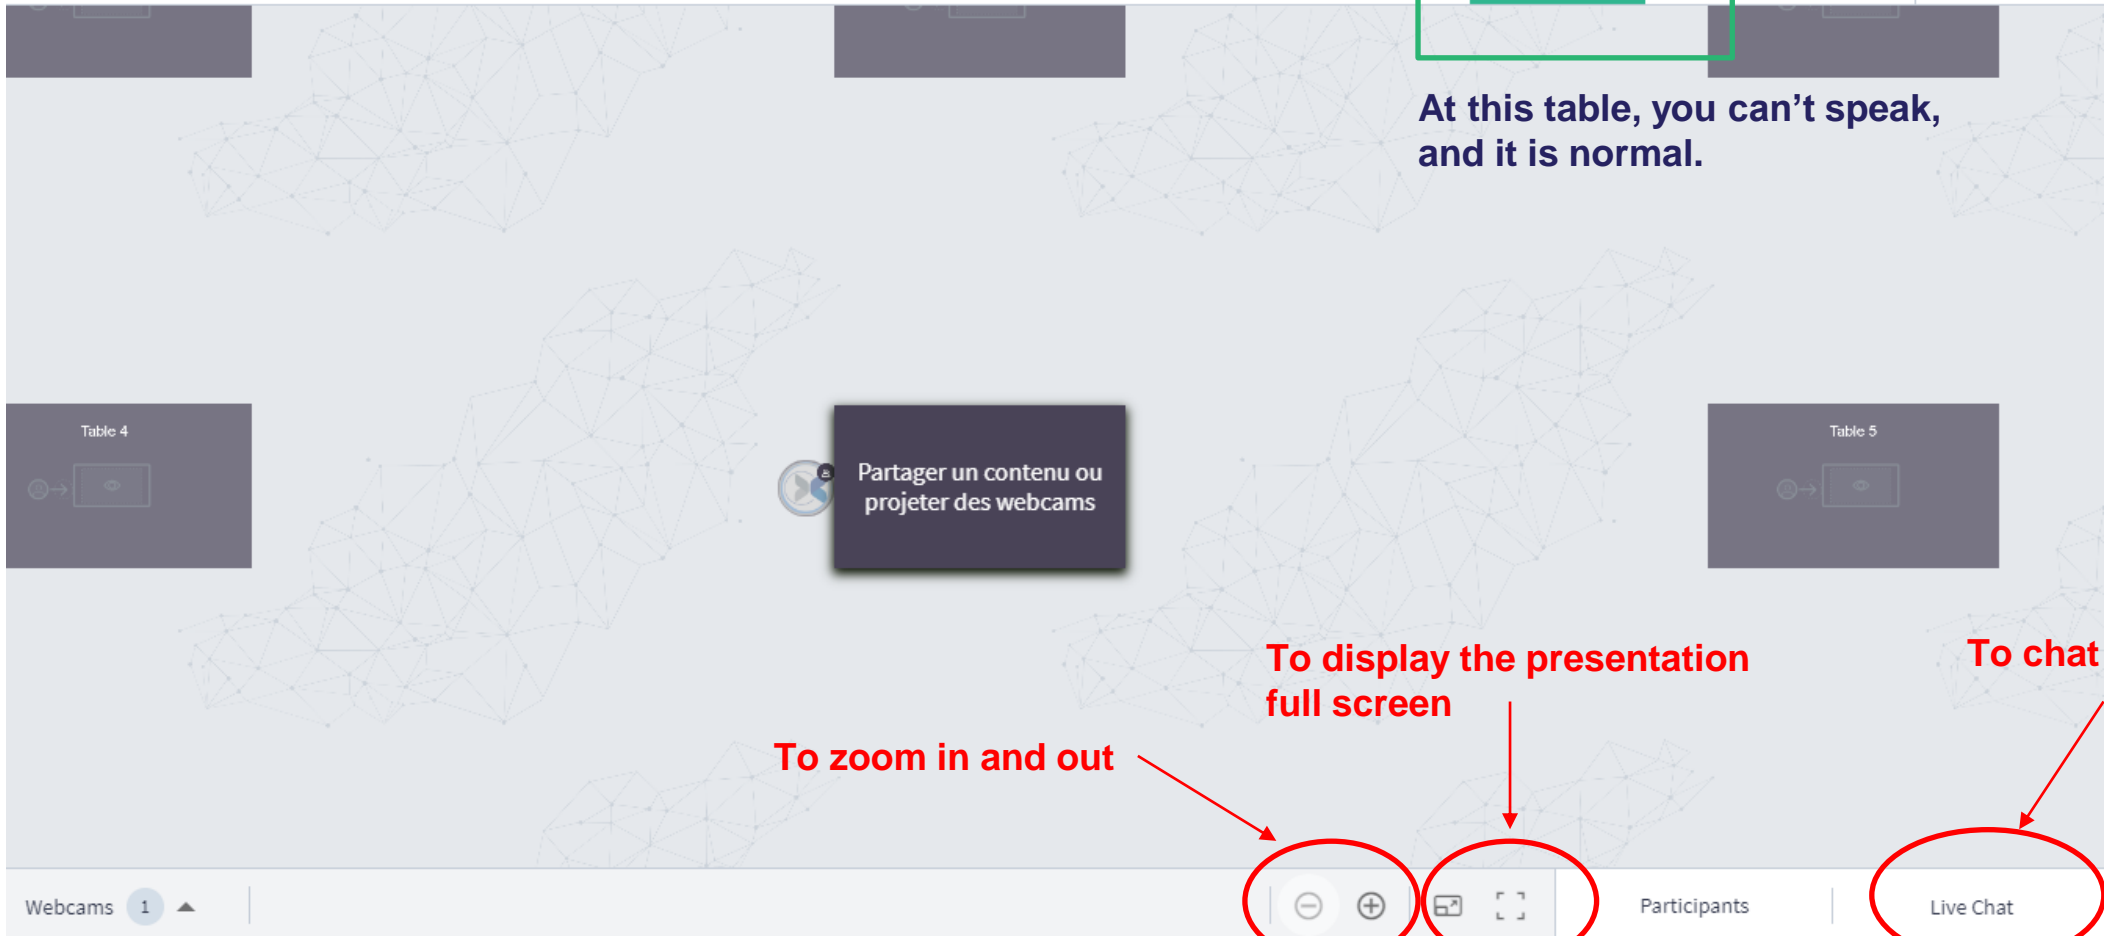 At this table, you can’t speak,
and it is normal.
Table 4
Partager un contenu ou
projeter des webcams
Table 5
To display the presentation
full screen
To chat
To zoom in and out
Webcams 1
Participants
Live Chat